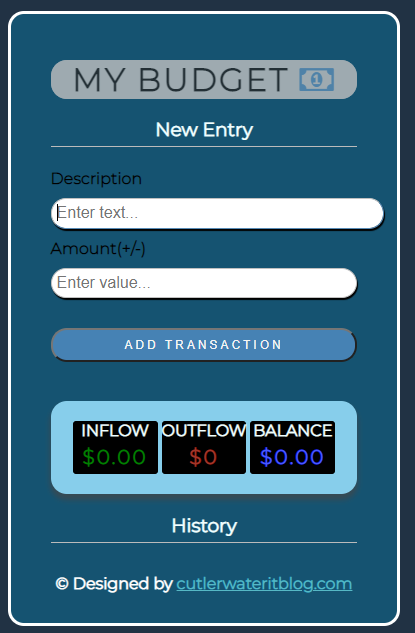 MY BUDGET 1
New Entry
Description
Enter text...
Amount(+/-)
Enter value...
ADD TRANSACTION
INFLOW OUTFLOW BALANCE
$0.00 $0 $0.00
History
© Designed by cutlerwateritblog.com